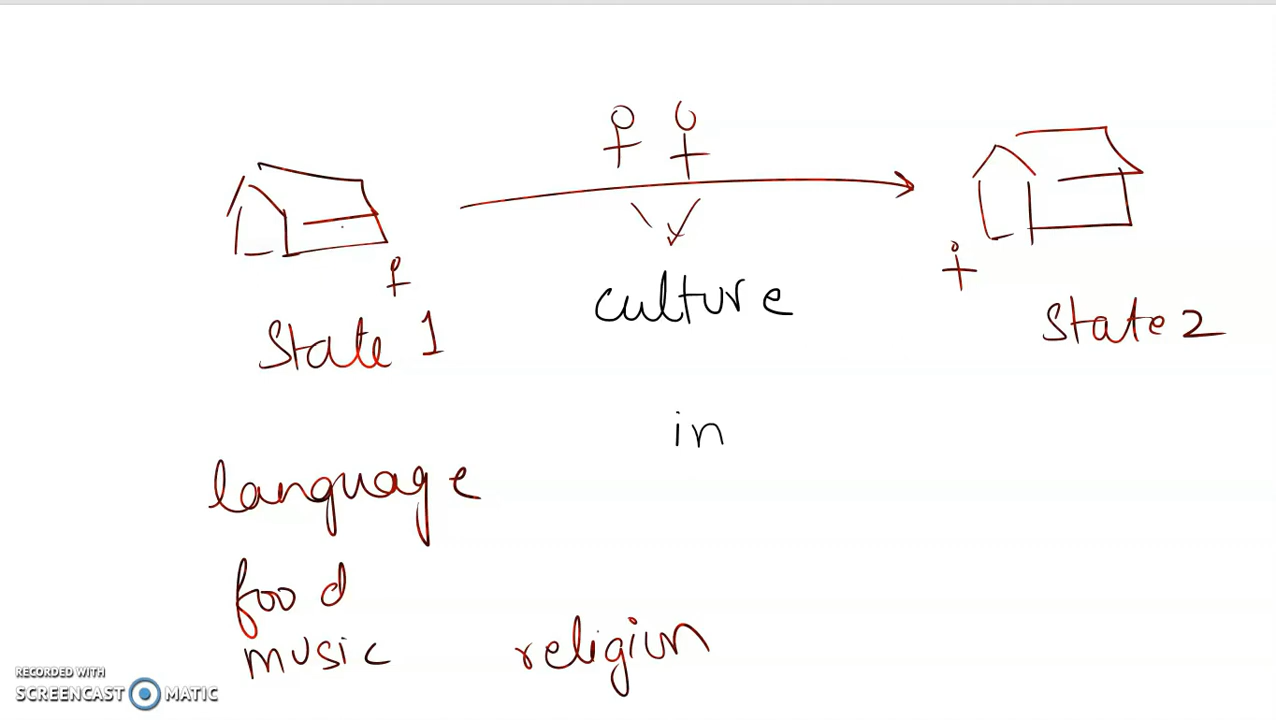 culture
State 1
State 2
in
language
food
music religion
RECORDED WITH
SCREENCAST MATIC